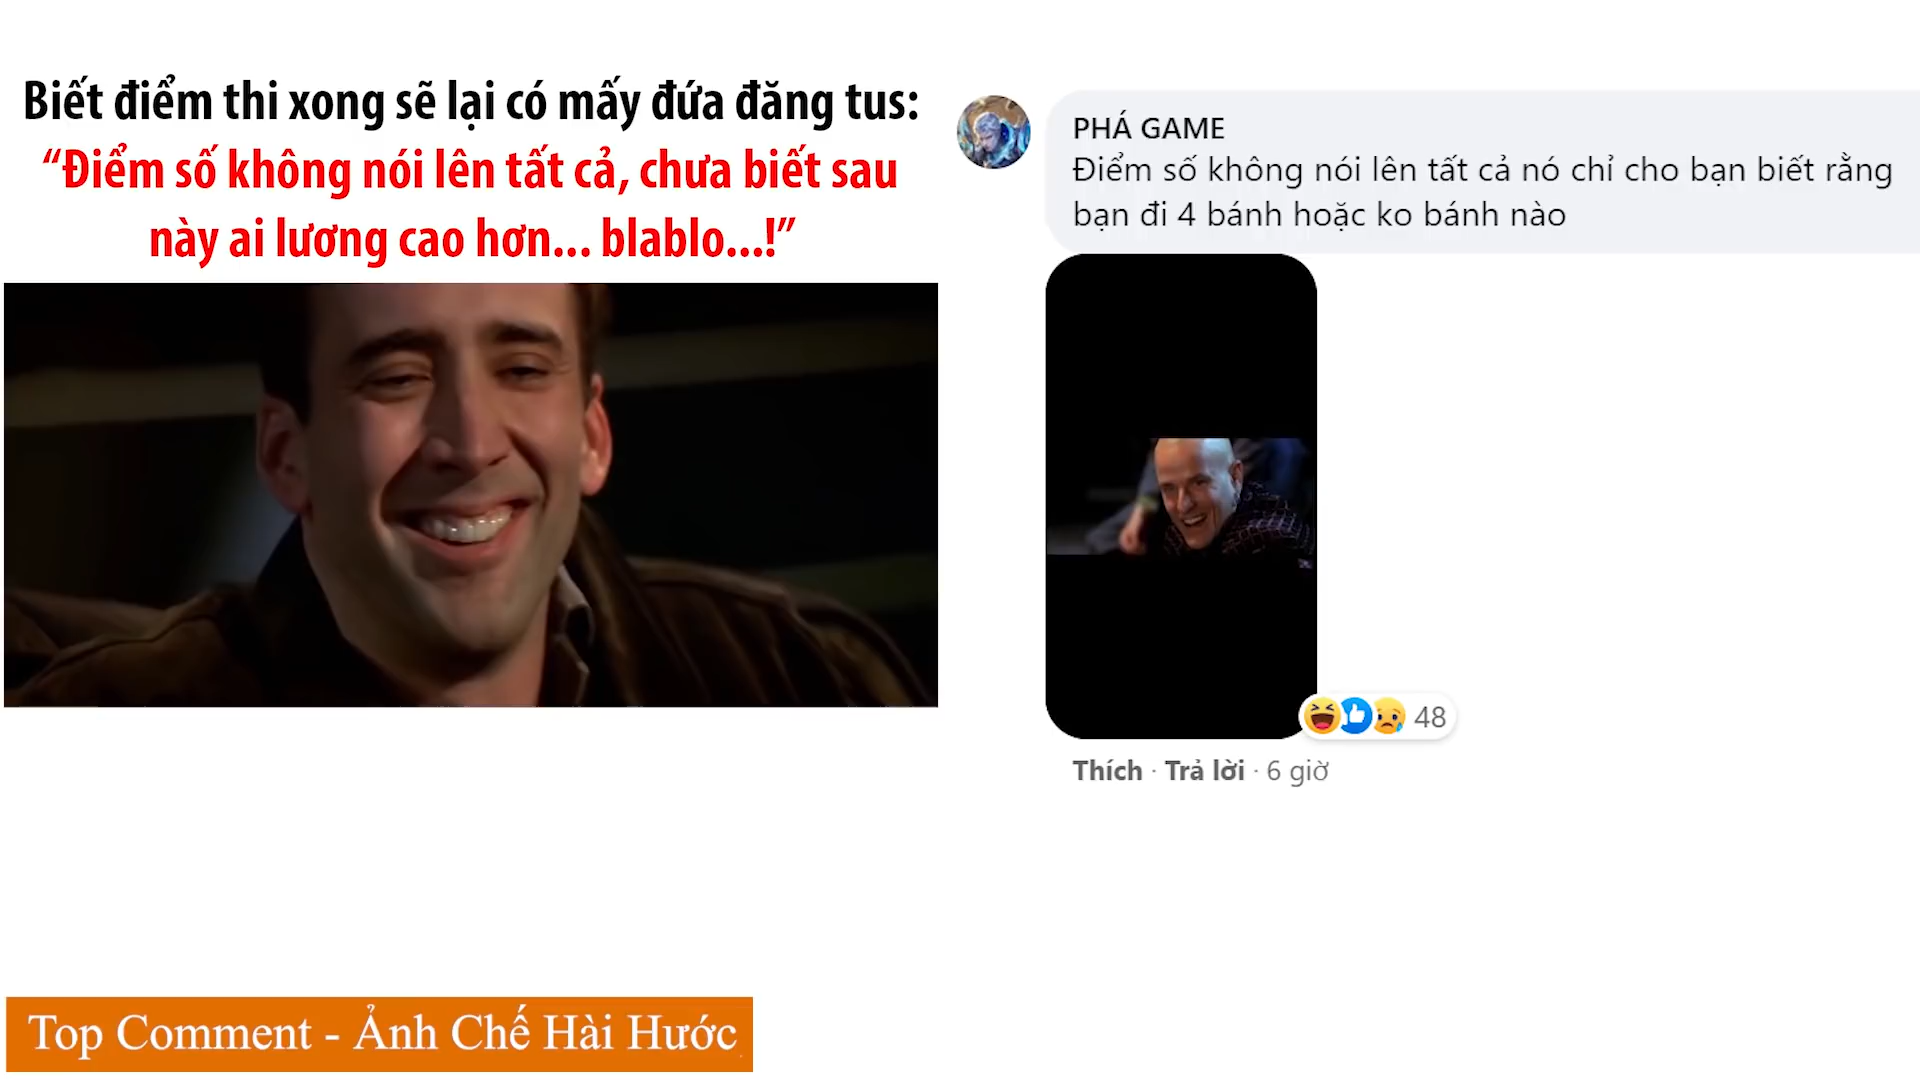 Biết điểm thi xong sẽ lại có mấy đứa đăng tus:
“Điểm số không nói lên tất cả, chưa biết sau
này ai lương cao hơn... blablo...!”
PHÁ GAME
Điểm số không nói lên tất cả nó chỉ cho bạn biết rằng
bạn đi 4 bánh hoặc ko bánh nào
48
Thích · Trả lời · 6 giờ
Top Comment - Ảnh Chế Hài Hước